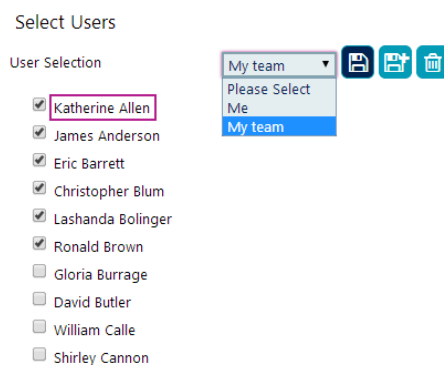 Select Users
User Selection
My team
Please Select
Me
My team
Katherine Allen
James Anderson
Eric Barrett
Christopher Blum
Lashanda Bolinger
Ronald Brown
Gloria Burrage
David Butler
William Calle
Shirley Cannon